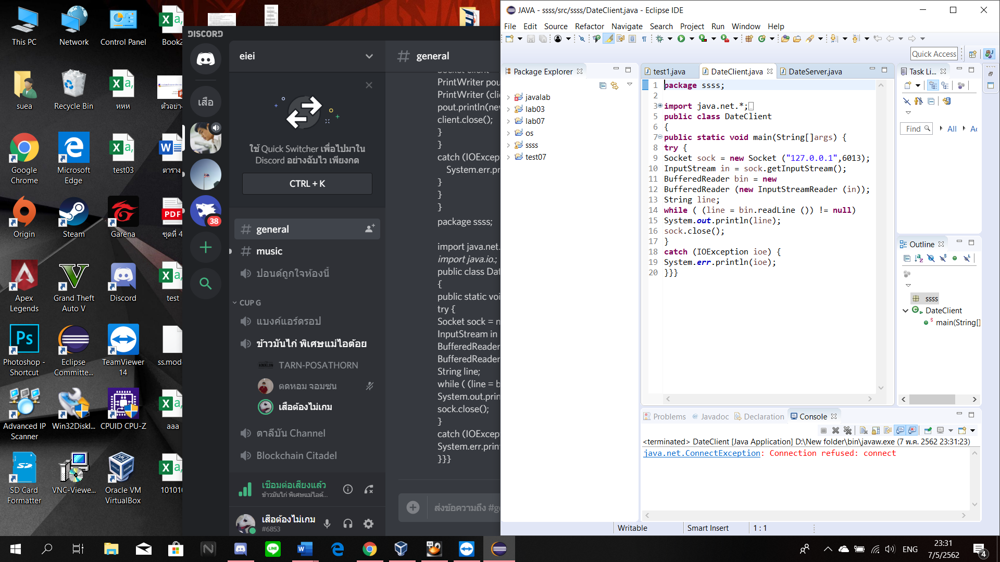 This PC
Network
Control Panel
Book2
suea
Recycle Bin
หหห
ตัวอย่าง
Google
Chrome
Microsoft
Edge
test03
ตาราง
Origin
Steam
Garena
PDF
ชุดที่ 4
Apex
Legends
Grand Theft
Auto V
Discord
test
Photoshop -
Shortcut
Eclipse
Committe...
TeamViewer
14
ss.mod
Advanced IP
Scanner
Win32DiskI...
CPUID CPU-Z
aaa
SD Card
Formatter
VNC-Viewe...
Oracle VM
VirtualBox
10101
DISCORD
เสือ
38
eiei
ใช้ Quick Switcher เพื่อไปมาใน
Discord อย่างฉับไว เพียงกด
CTRL + K
general
music
ปอนด์ถูกใจห้องนี้
CUP G
แบงค์แอร์ดรอป
ข้าวมันไก่ พิเศษแม่ไอต้อย
TARN-POSATHORN
ตดหอม จอมซน
เสือต้องไม่เกม
ตาลีบัน Channel
Blockchain Citadel
เชื่อมต่อเสียงแล้ว
ข้าวมันไก่ พิเศษแม่ไอต้...
เสือต้องไม่เกม
#6853
# general
PrintWriter pou
PrintWriter (clie
pout.println(nev
client.close();
}
}
catch (IOExcept
System.err.pr
}
}
}
package ssss;
import java.net.
import java.io.;
public class Dat
{
public static voi
try {
Socket sock = n
InputStream in
BufferedReader
BufferedReader
String line;
while ( (line = b
System.out.prin
sock.close();
}
catch (IOExcept
System.err.print
}}}
ส่งข้อความถึง #g
JAVA - ssss/src/ssss/DateClient.java - Eclipse IDE
File Edit Source Refactor Navigate Search Project Run Window Help
Quick Access
Package Explorer
javalab
lab03
lab07
os
ssss
test07
test1.java DateClient.java DateServer.java
1 package ssss;
2
3 import java.net.*;
5 public class DateClient
6 {
7 public static void main(String[]args) {
8 try {
9 Socket sock = new Socket ("127.0.0.1",6013);
10 InputStream in = sock.getInputStream();
11 BufferedReader bin = new
12 BufferedReader (new InputStreamReader (in));
13 String line;
14 while ( (line = bin.readLine ()) != null)
15 System.out.println(line);
16 sock.close();
17 }
18 catch (IOException ioe) {
19 System.err.println(ioe);
20 }}}
Task Li...
Find All Ac
Outline
ssss
DateClient
main(String[]
Problems Javadoc Declaration Console
<terminated> DateClient [Java Application] D:\New folder\bin\javaw.exe (7 พ.ค. 2562 23:31:23)
java.net.ConnectException: Connection refused: connect
Writable Smart Insert 1 : 1
ENG
23:31
7/5/2562
4